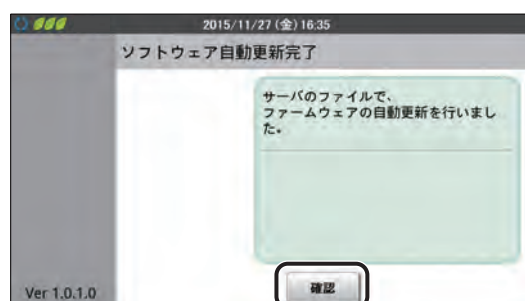 2015/11/27 (金) 16:35
ソフトウェア自動更新完了
サーバのファイルで、
ファームウェアの自動更新を行いまし
た。
確認
Ver 1.0.1.0